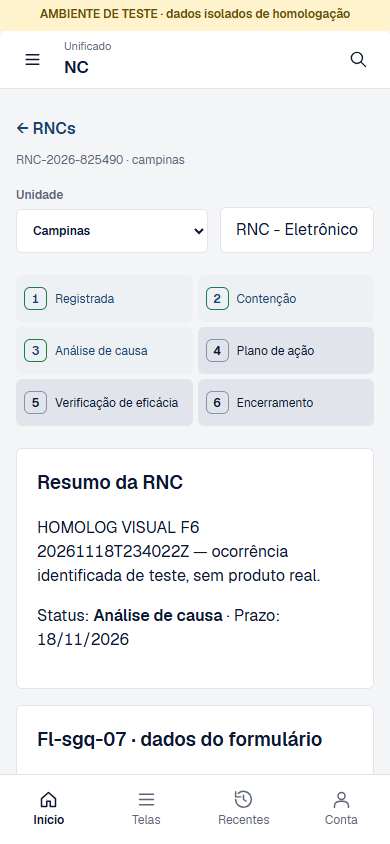 AMBIENTE DE TESTE · dados isolados de homologação
Unificado
NC
← RNCs
RNC-2026-825490 · campinas
Unidade
Campinas
RNC - Eletrônico
1 Registrada
2 Contenção
3 Análise de causa
4 Plano de ação
5 Verificação de eficácia
6 Encerramento
Resumo da RNC
HOMOLOG VISUAL F6
20261118T234022Z — ocorrência
identificada de teste, sem produto real.
Status: Análise de causa · Prazo:
18/11/2026
Fl-sgq-07 · dados do formulário
Início
Telas
Recentes
Conta